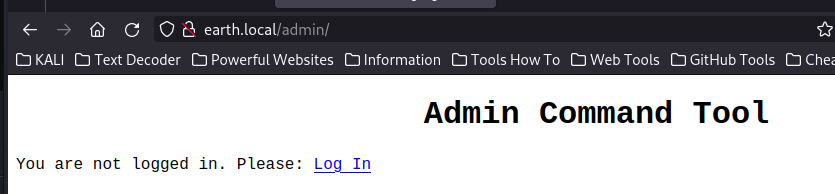 earth.local/admin/
KALI Text Decoder Powerful Websites Information Tools How To Web Tools GitHub Tools Chea
Admin Command Tool
You are not logged in. Please: Log In